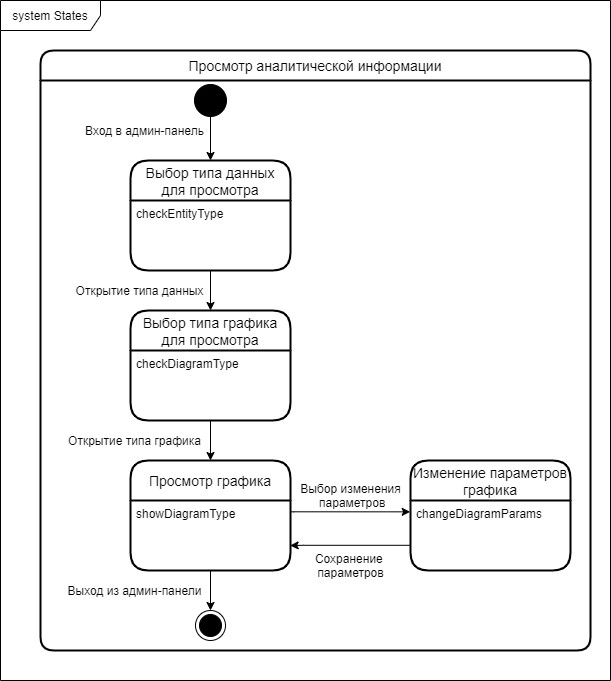 system States
Просмотр аналитической информации
Вход в админ-панель
Выбор типа данных
для просмотра
checkEntityType
Открытие типа данных
Выбор типа графика
для просмотра
checkDiagramType
Открытие типа графика
Просмотр графика
showDiagramType
Выбор изменения
параметров
Изменение параметров
графика
changeDiagramParams
Сохранение
параметров
Выход из админ-панели